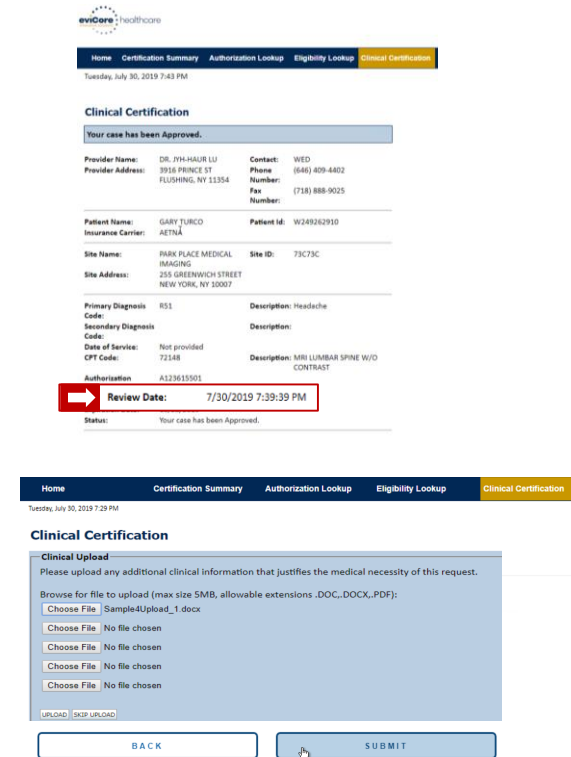 eviCore healthcare
Home Certification Summary Authorization Lookup Eligibility Lookup Clinical Certification
Tuesday, July 30, 2019 7:43 PM
Clinical Certification
Your case has been Approved.
Provider Name: DR. JYH-HAUR LU Contact: WED
Provider Address: 3916 PRINCE ST Phone (646) 409-4402
FLUSHING, NY 11354 Number:
Fax (718) 888-9025
Number:
Patient Name: GARY TURCO Patient Id: W249262910
Insurance Carrier: AETNA
Site Name: PARK PLACE MEDICAL Site ID: 73C73C
IMAGING
Site Address: 255 GREENWICH STREET
NEW YORK, NY 10007
Primary Diagnosis R51 Description: Headache
Code:
Secondary Diagnosis Description:
Code:
Date of Service: Not provided
CPT Code: 72148 Description: MRI LUMBAR SPINE W/O
CONTRAST
Authorization A123615501
Review Date: 7/30/2019 7:39:39 PM
Status: Your case has been Approved.
Home Certification Summary Authorization Lookup Eligibility Lookup Clinical Certification
Tuesday, July 30, 2019 7:29 PM
Clinical Certification
Clinical Upload
Please upload any additional clinical information that justifies the medical necessity of this request.
Browse for file to upload (max size 5MB, allowable extensions .DOC,.DOCX,.PDF):
Choose File Sample4Upload_1.docx
Choose File No file chosen
Choose File No file chosen
Choose File No file chosen
Choose File No file chosen
UPLOAD SKIP UPLOAD
BACK SUBMIT